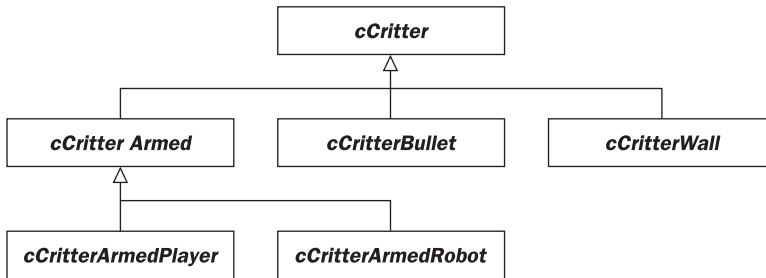 cCritter
cCritter Armed
cCritterBullet
cCritterWall
cCritterArmedPlayer
cCritterArmedRobot